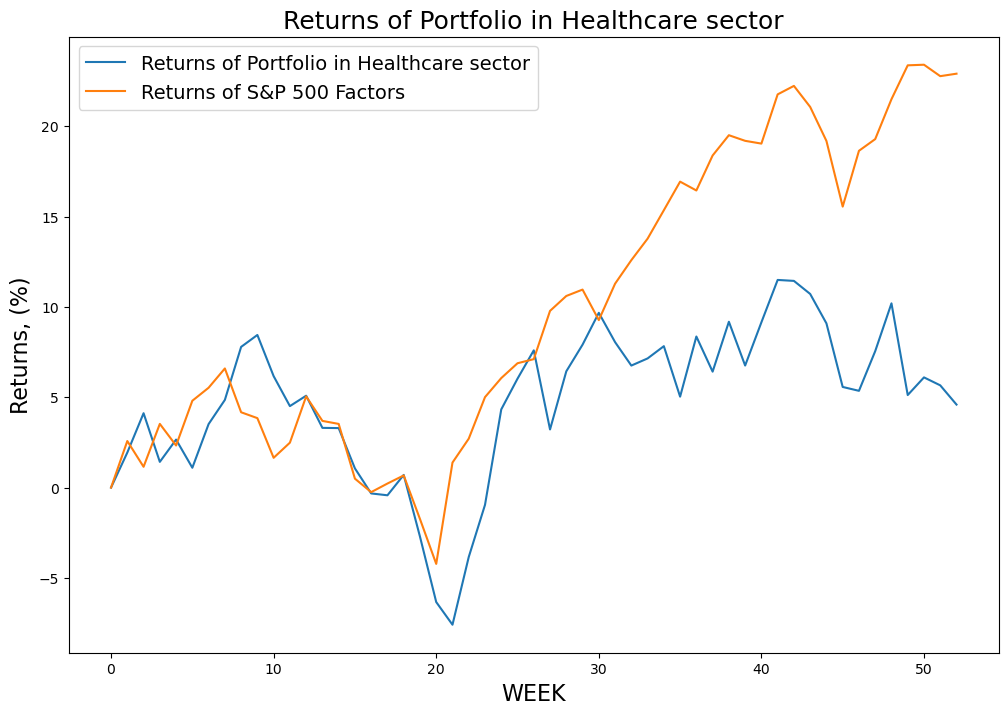 Returns of Portfolio in Healthcare sector
Returns of Portfolio in Healthcare sector
Returns of S&P 500 Factors
20
15
10
5
0
−5
Returns, (%)
0 10 20 30 40 50
WEEK